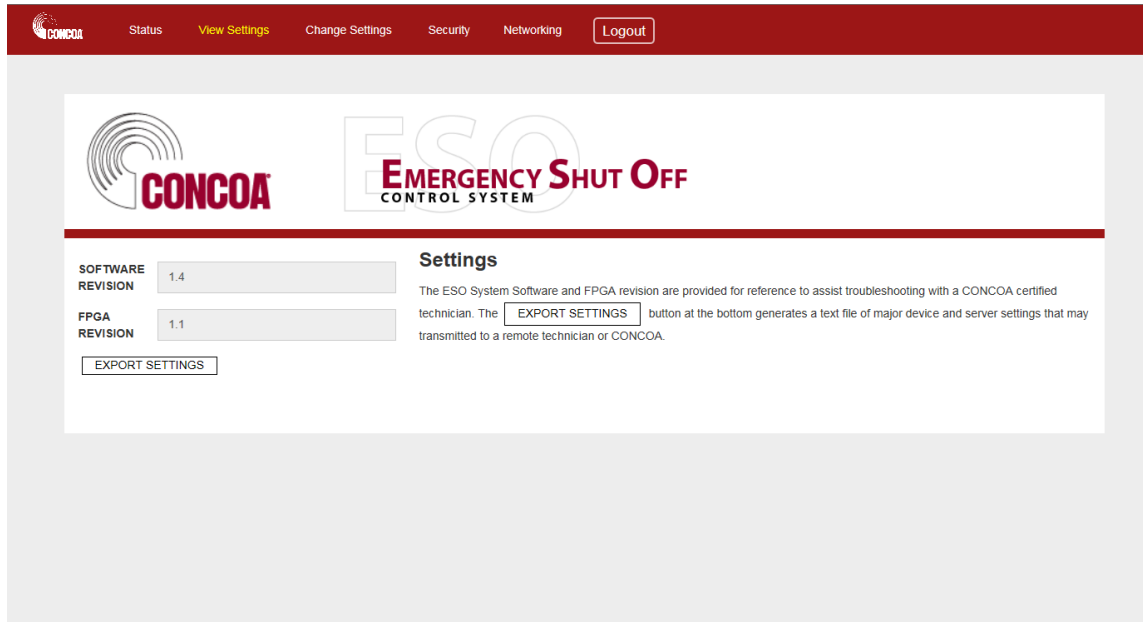 CONCOA Status View Settings Change Settings Security Networking Logout
CONCOA
ESO
EMERGENCY SHUT OFF
CONTROL SYSTEM
SOFTWARE REVISION 1.4
FPGA REVISION 1.1
EXPORT SETTINGS
Settings
The ESO System Software and FPGA revision are provided for reference to assist troubleshooting with a CONCOA certified
technician. The EXPORT SETTINGS button at the bottom generates a text file of major device and server settings that may
transmitted to a remote technician or CONCOA.